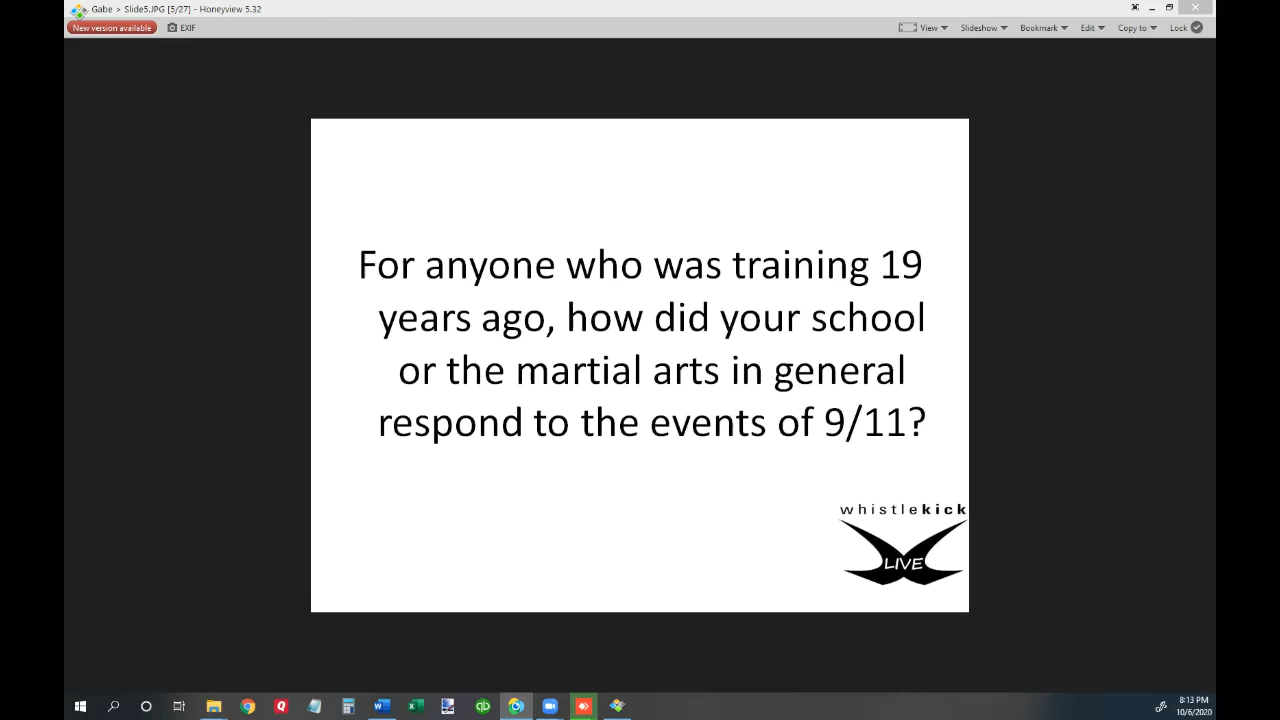 Gabe > Slide5.JPG [5/27] - Honeyview 5.32
New version available EXIF View Slideshow Bookmark Edit Copy to Lock
For anyone who was training 19
years ago, how did your school
or the martial arts in general
respond to the events of 9/11?
whistlekick
LIVE
8:13 PM
10/6/2020